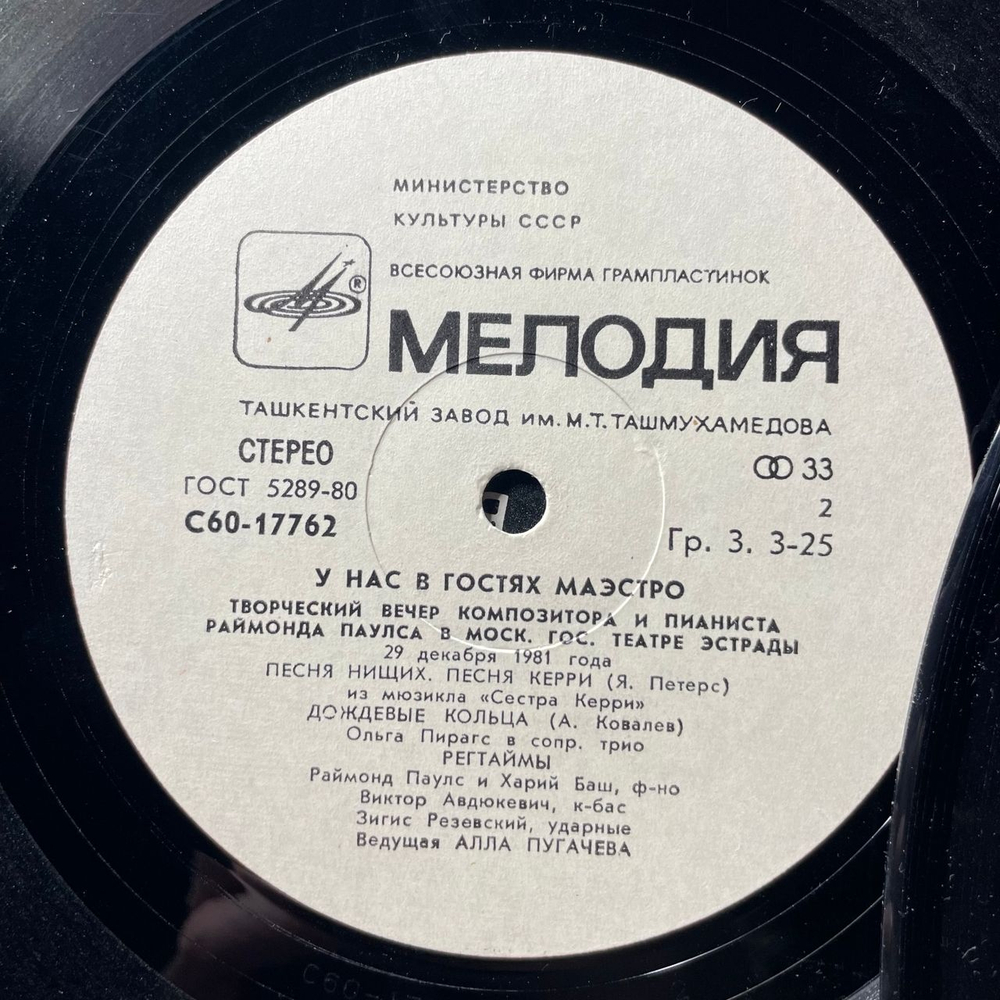 МИНИСТЕРСТВО
КУЛЬТУРЫ СССР
ВСЕСОЮЗНАЯ ФИРМА ГРАМПЛАСТИНОК
®
МЕЛОДИЯ
ТАШКЕНТСКИЙ ЗАВОД ИМ. М.Т. ТАШМУХАМЕДОВА
СТЕРЕО
33
ГОСТ 5289-80
2
С60-17762
Гр. 3. 3-25
У НАС В ГОСТЯХ МАЭСТРО
ТВОРЧЕСКИЙ ВЕЧЕР КОМПОЗИТОРА И ПИАНИСТА
РАЙМОНДА ПАУЛСА В МОСК. ГОС. ТЕАТРЕ ЭСТРАДЫ
29 декабря 1981 года
ПЕСНЯ НИЩИХ. ПЕСНЯ КЕРРИ (Я. Петерс)
из мюзикла «Сестра Керри»
ДОЖДЕВЫЕ КОЛЬЦА (А. Ковалев)
Ольга Пирагс в сопр. трио
РЕГТАЙМЫ
Раймонд Паулс и Харий Баш, ф-но
Виктор Авдюкевич, к-бас
Зигис Резевский, ударные
Ведущая АЛЛА ПУГАЧЕВА